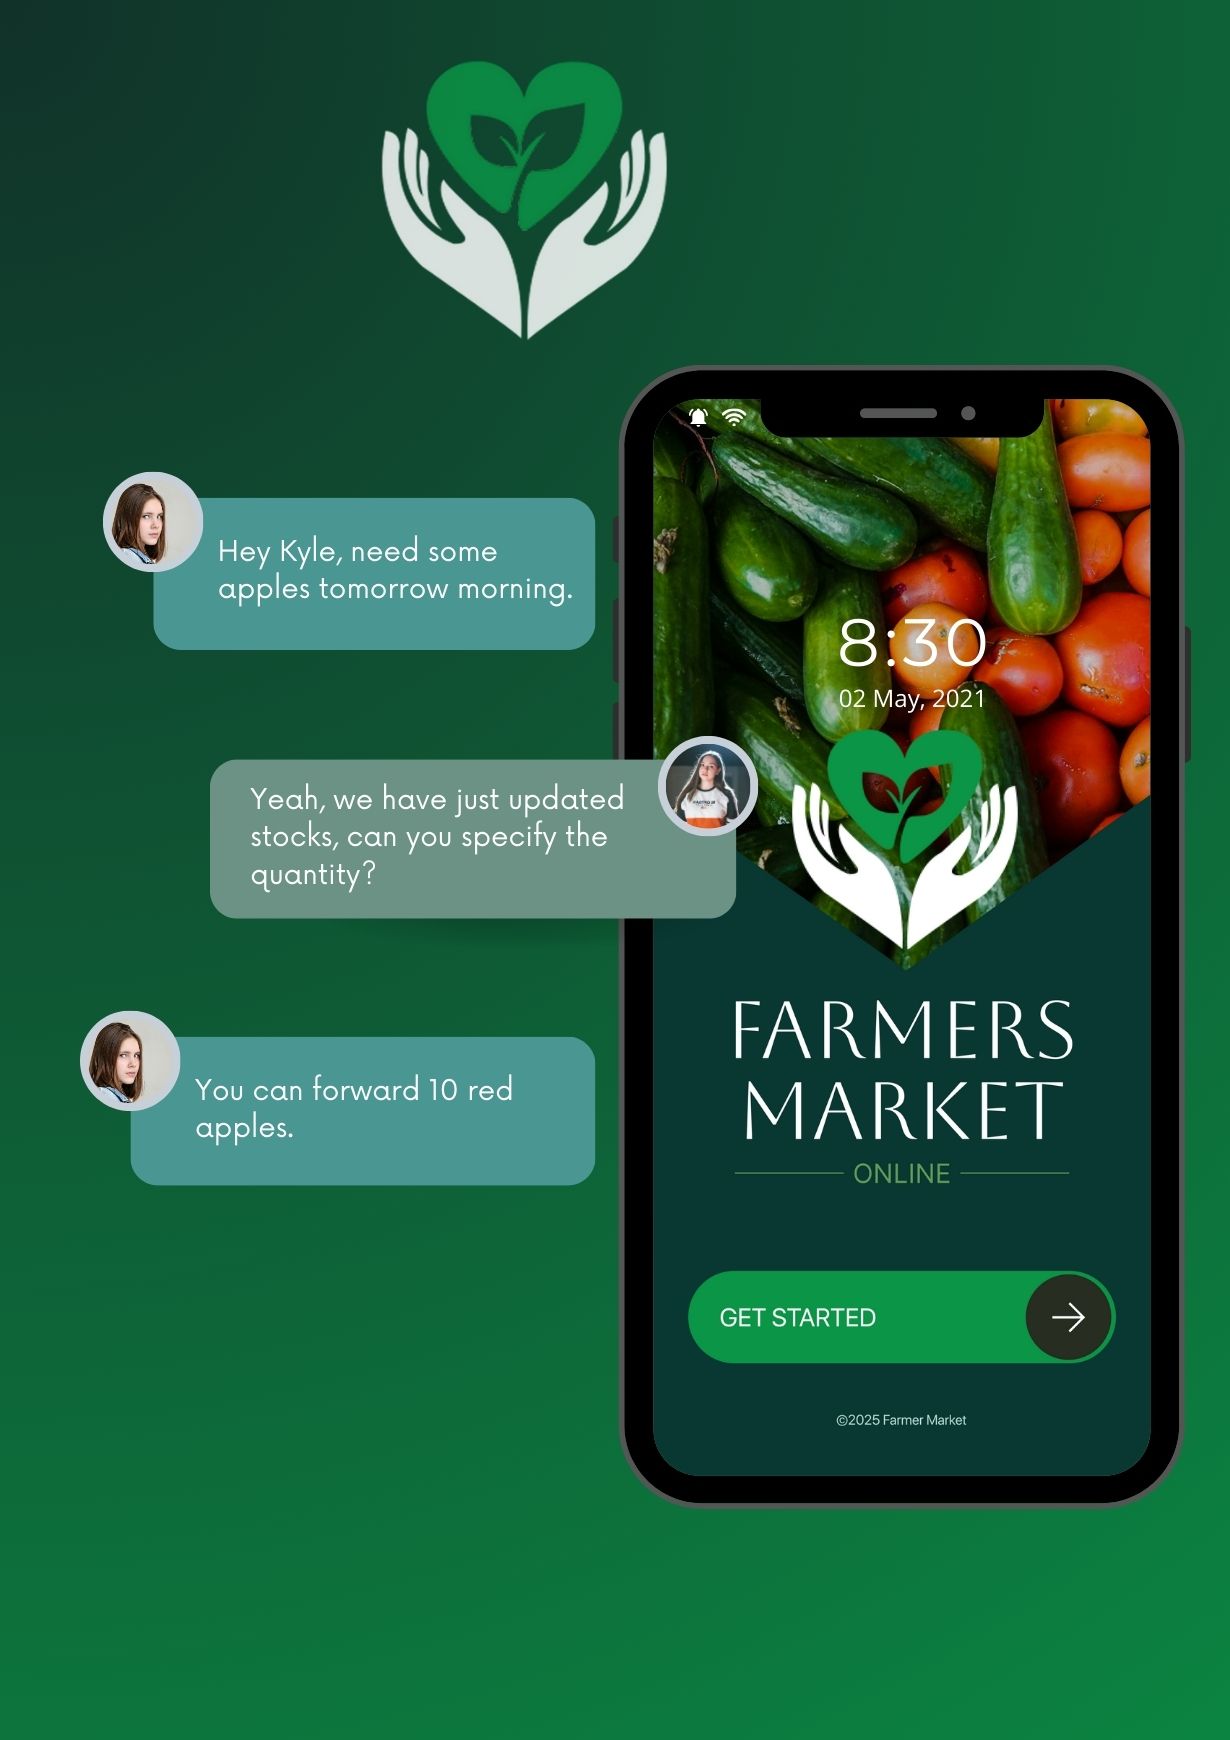 Hey Kyle, need some
apples tomorrow morning.
8:30
02 May, 2021
Yeah, we have just updated
stocks, can you specify the
quantity?
You can forward 10 red
apples.
FARMERS
MARKET
ONLINE
GET STARTED
©2025 Farmer Market